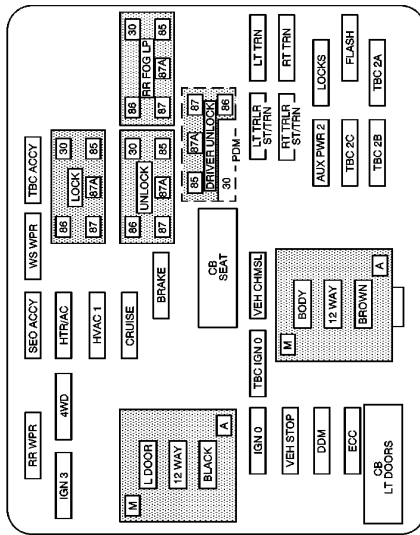 30
85
RR FOG LP
87A
86
87
LT TRN
RT TRN
LOCKS
FLASH
TBC 2A
LT TRLR
ST/TRN
RT TRLR
ST/TRN
AUX PWR 2
TBC 2C
TBC 2B
87
86
87A
DRIVER UNLOCK
85
30
PDM
TBC ACCY
30
85
LOCK
87A
86
87
30
85
UNLOCK
87A
86
87
WS WPR
SEO ACCY
HTR/AC
HVAC 1
CRUISE
BRAKE
CB
SEAT
VEH CHMSL
TBC IGN 0
A
BODY
12 WAY
BROWN
M
RR WPR
4WD
IGN 3
L DOOR
12 WAY
BLACK
A
M
IGN 0
VEH STOP
DDM
ECC
CB
LT DOORS